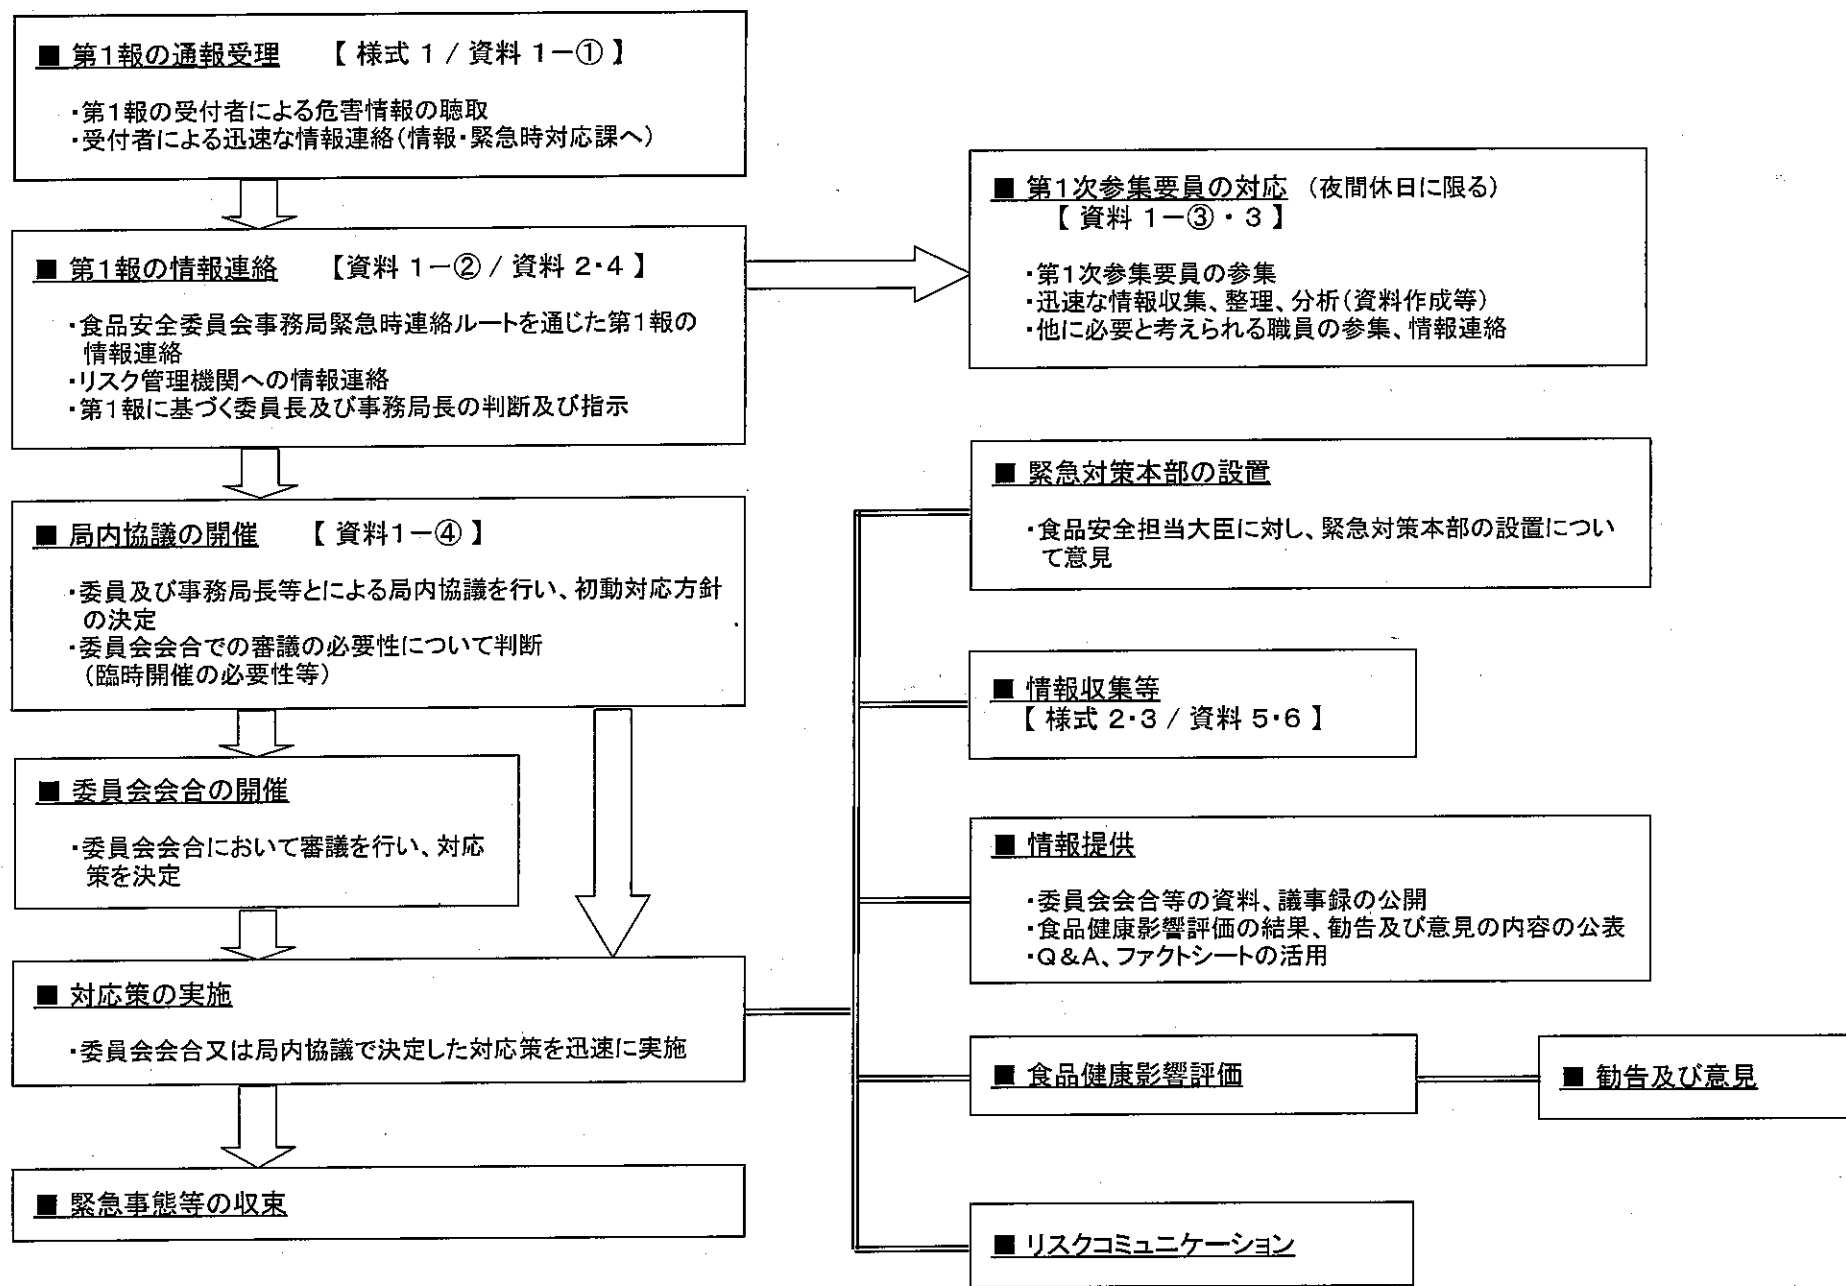 ■ 第1報の通報受理 【 様式 1 / 資料 1－① 】
・第1報の受付者による危害情報の聴取
・受付者による迅速な情報連絡(情報・緊急時対応課へ)
■ 第1報の情報連絡 【資料 1－② / 資料 2・4 】
・食品安全委員会事務局緊急時連絡ルートを通じた第1報の
情報連絡
・リスク管理機関への情報連絡
・第1報に基づく委員長及び事務局長の判断及び指示
■ 第1次参集要員の対応 (夜間休日に限る)
【 資料 1－③・3 】
・第1次参集要員の参集
・迅速な情報収集、整理、分析(資料作成等)
・他に必要と考えられる職員の参集、情報連絡
■ 局内協議の開催 【 資料1－④ 】
・委員及び事務局長等とによる局内協議を行い、初動対応方針
の決定
・委員会会合での審議の必要性について判断
(臨時開催の必要性等)
■ 委員会会合の開催
・委員会会合において審議を行い、対応
策を決定
■ 対応策の実施
・委員会会合又は局内協議で決定した対応策を迅速に実施
■ 緊急事態等の収束
■ 緊急対策本部の設置
・食品安全担当大臣に対し、緊急対策本部の設置につい
て意見
■ 情報収集等
【 様式 2・3 / 資料 5・6 】
■ 情報提供
・委員会会合等の資料、議事録の公開
・食品健康影響評価の結果、勧告及び意見の内容の公表
・Q&A、ファクトシートの活用
■ 食品健康影響評価
■ 勧告及び意見
■ リスクコミュニケーション